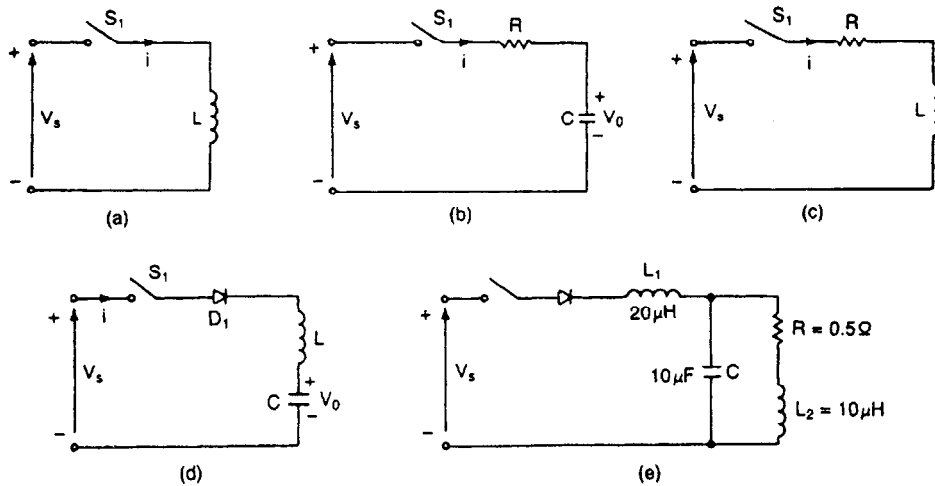 S₁
+
i
Vₛ
L
−
(a)
S₁
R
+
i
Vₛ
C
+
V₀
−
−
(b)
S₁
R
+
i
Vₛ
L
−
(c)
S₁
i
+
D₁
L
Vₛ
C
+
V₀
−
−
(d)
L₁
20μH
+
R = 0.5Ω
Vₛ
10μF C
L₂ = 10μH
−
(e)